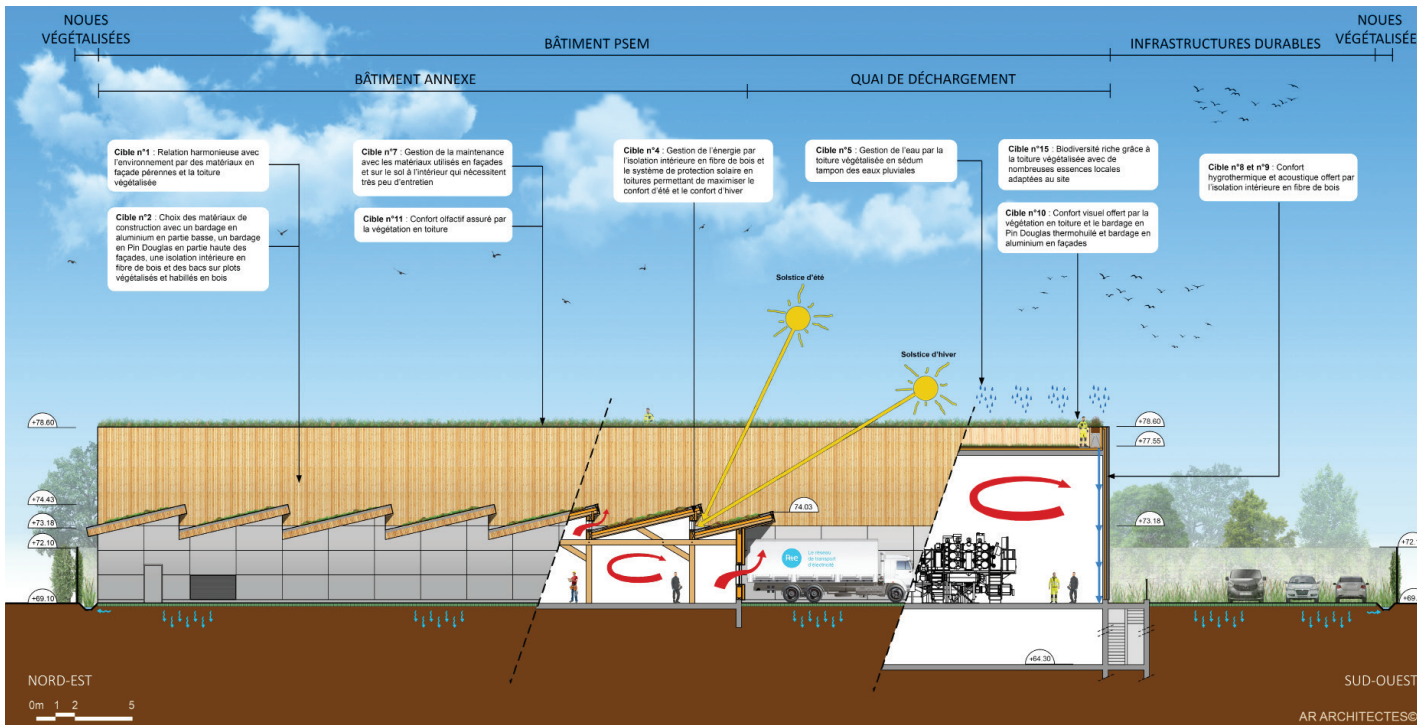 NOUES
VÉGÉTALISÉES
BÂTIMENT PSEM
INFRASTRUCTURES DURABLES
NOUES
VÉGÉTALISÉE
BÂTIMENT ANNEXE
QUAI DE DÉCHARGEMENT
Cible n°1 : Relation harmonieuse avec
l'environnement par des matériaux en
façade pérennes et la toiture
végétalisée
Cible n°2 : Choix des matériaux de
construction avec un bardage en
aluminium en partie basse, un bardage
en Pin Douglas en partie haute des
façades, une isolation intérieure en
fibre de bois et des bacs sur plots
végétalisés et habillés en bois
Cible n°7 : Gestion de la maintenance
avec les matériaux utilisés en façades
et sur le sol à l'intérieur qui nécessitent
très peu d'entretien
Cible n°11 : Confort olfactif assuré par
la végétation en toiture
Cible n°4 : Gestion de l'énergie par
l'isolation intérieure en fibre de bois et
le système de protection solaire en
toitures permettant de maximiser le
confort d'été et le confort d'hiver
Cible n°5 : Gestion de l'eau par la
toiture végétalisée en sédum
tampon des eaux pluviales
Cible n°15 : Biodiversité riche grâce à
la toiture végétalisée avec de
nombreuses essences locales
adaptées au site
Cible n°10 : Confort visuel offert par la
végétation en toiture et le bardage en
Pin Douglas thermohuilé et bardage en
aluminium en façades
Cible n°8 et n°9 : Confort
hygrothermique et acoustique offert par
l'isolation intérieure en fibre de bois
Solstice d'été
Solstice d'hiver
+78.60
+74.43
+73.18
+72.10
+69.10
74.03
+78.60
+77.55
+73.18
+72.
+69.
+64.30
Rte
Le réseau
de transport
d'électricité
NORD-EST
SUD-OUEST
0m 1 2 5
AR ARCHITECTES©